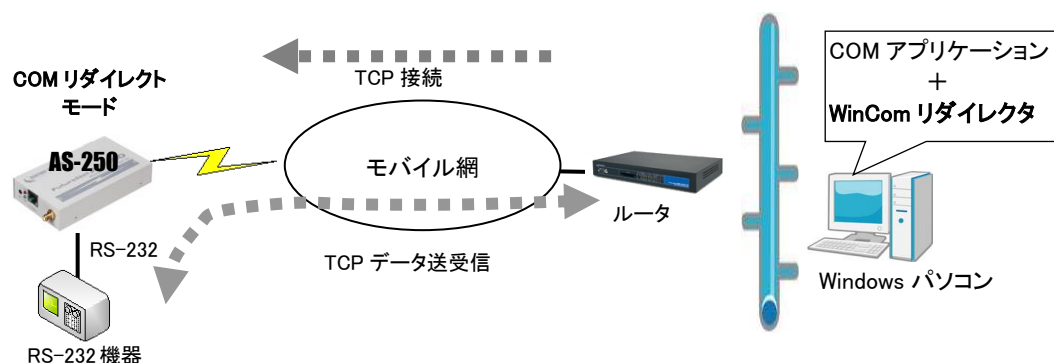 COM リダイレクト
モード
AS-250
RS-232
RS-232 機器
TCP 接続
モバイル網
TCP データ送受信
ルータ
COM アプリケーション
+
WinCom リダイレクタ
Windows パソコン